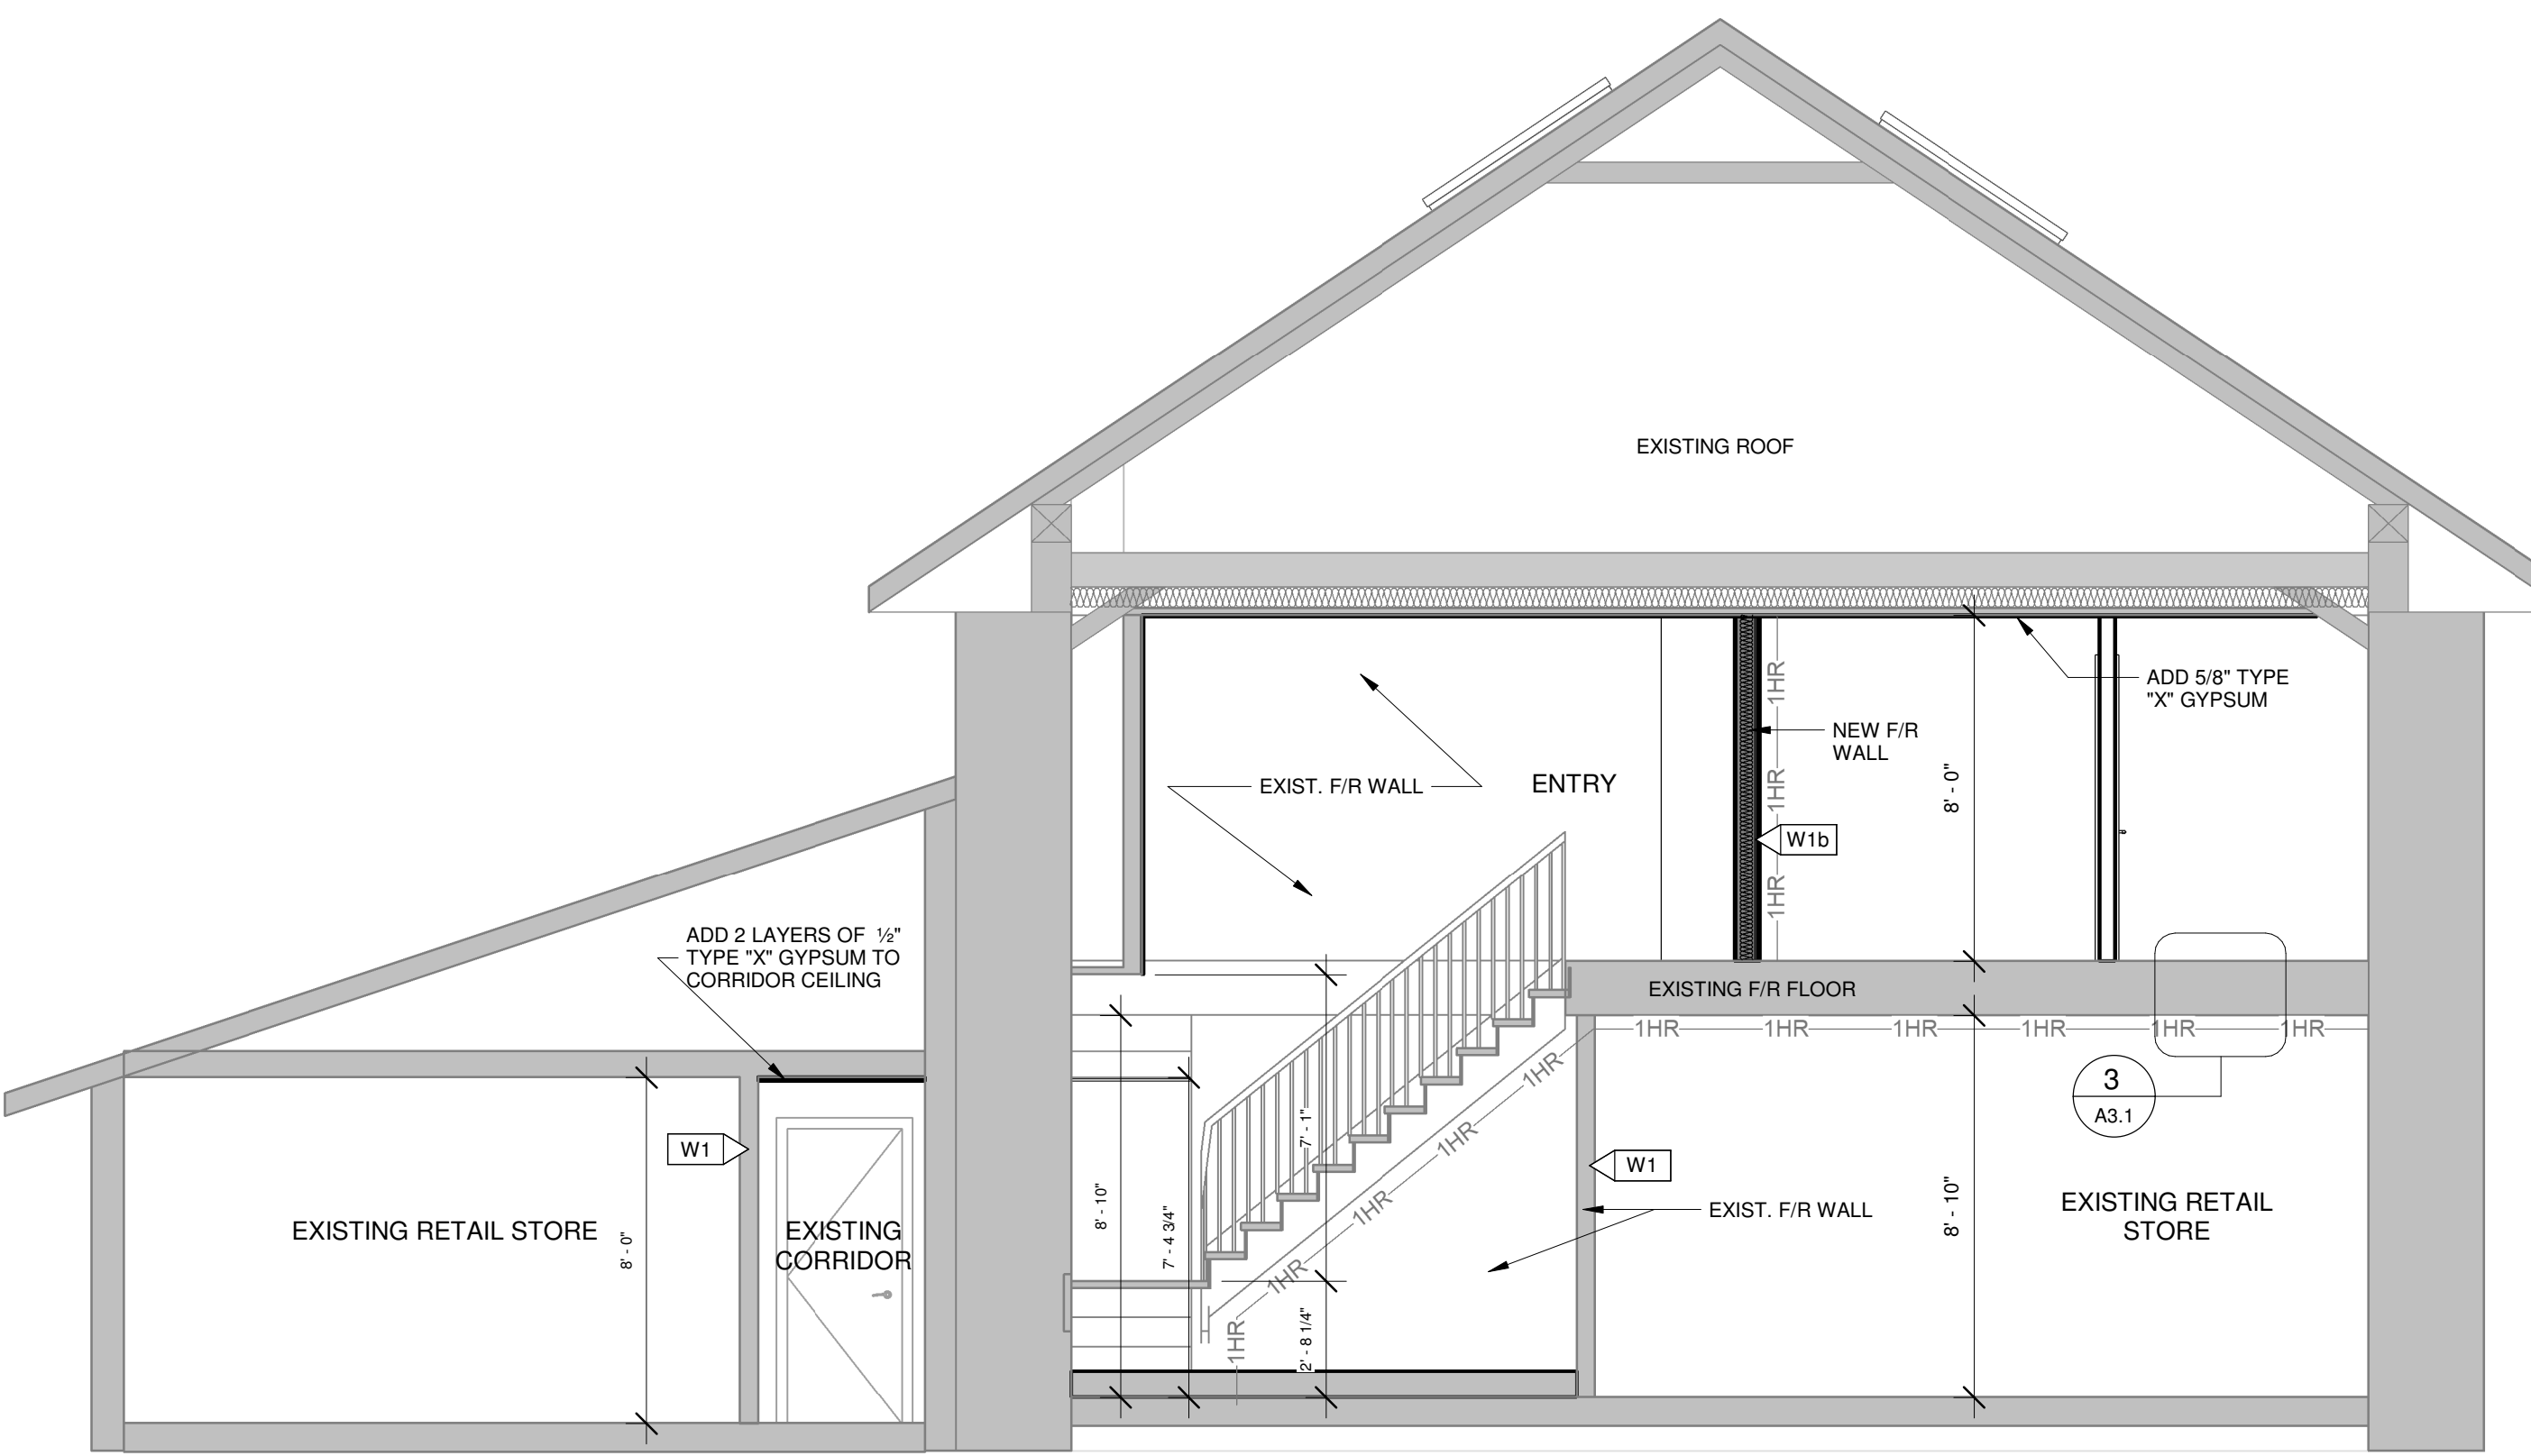 EXISTING ROOF
ADD 5/8" TYPE
"X" GYPSUM
1HR
NEW F/R
WALL
8' - 0"
EXIST. F/R WALL
ENTRY
1HR
W1b
1HR
ADD 2 LAYERS OF ½"
TYPE "X" GYPSUM TO
CORRIDOR CEILING
EXISTING F/R FLOOR
1HR
1HR
1HR
1HR
1HR
1HR
1HR
3
A3.1
7' - 1"
1HR
W1
W1
8' - 10"
1HR
8' - 10"
EXISTING RETAIL
STORE
EXIST. F/R WALL
EXISTING RETAIL STORE
8' - 0"
EXISTING
CORRIDOR
7' - 4 3/4"
1HR
1HR
2' - 8 1/4"